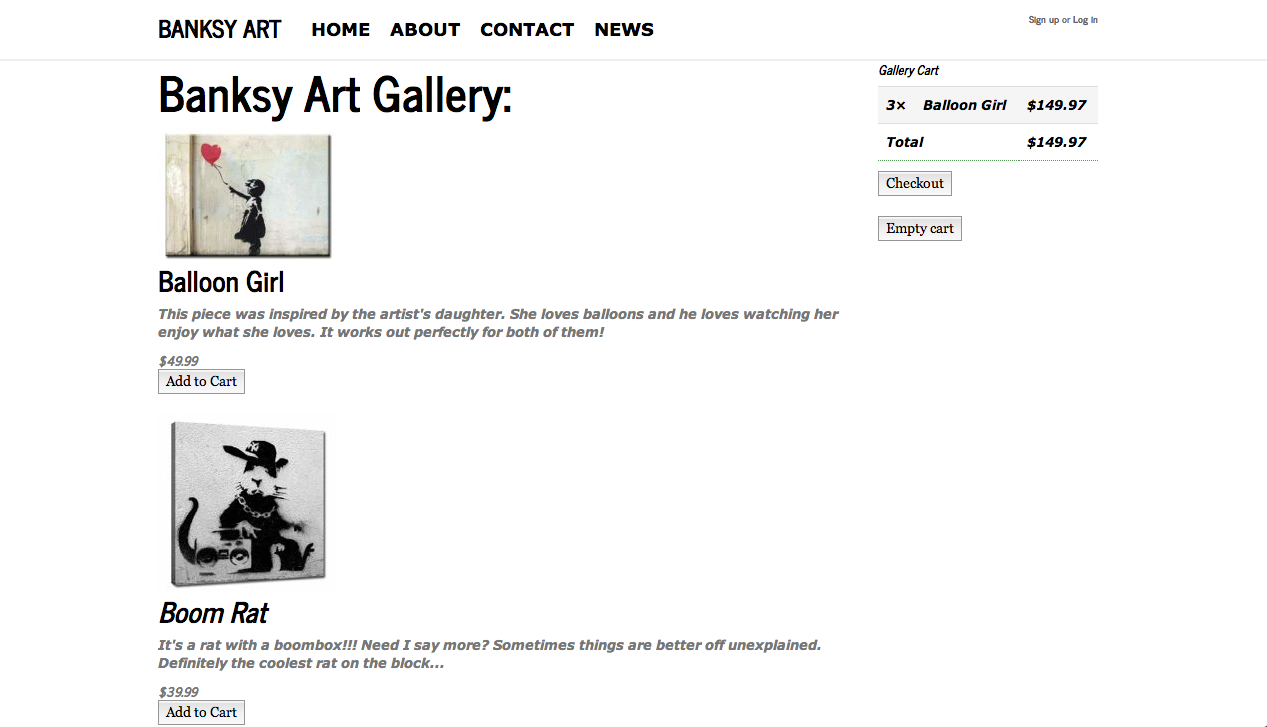 BANKSY ART HOME ABOUT CONTACT NEWS Sign up or Log in
Banksy Art Gallery:
Balloon Girl
This piece was inspired by the artist's daughter. She loves balloons and he loves watching her
enjoy what she loves. It works out perfectly for both of them!
$49.99
Add to Cart
Boom Rat
It's a rat with a boombox!!! Need I say more? Sometimes things are better off unexplained.
Definitely the coolest rat on the block...
$39.99
Add to Cart
Gallery Cart
3× Balloon Girl $149.97
Total $149.97
Checkout
Empty cart